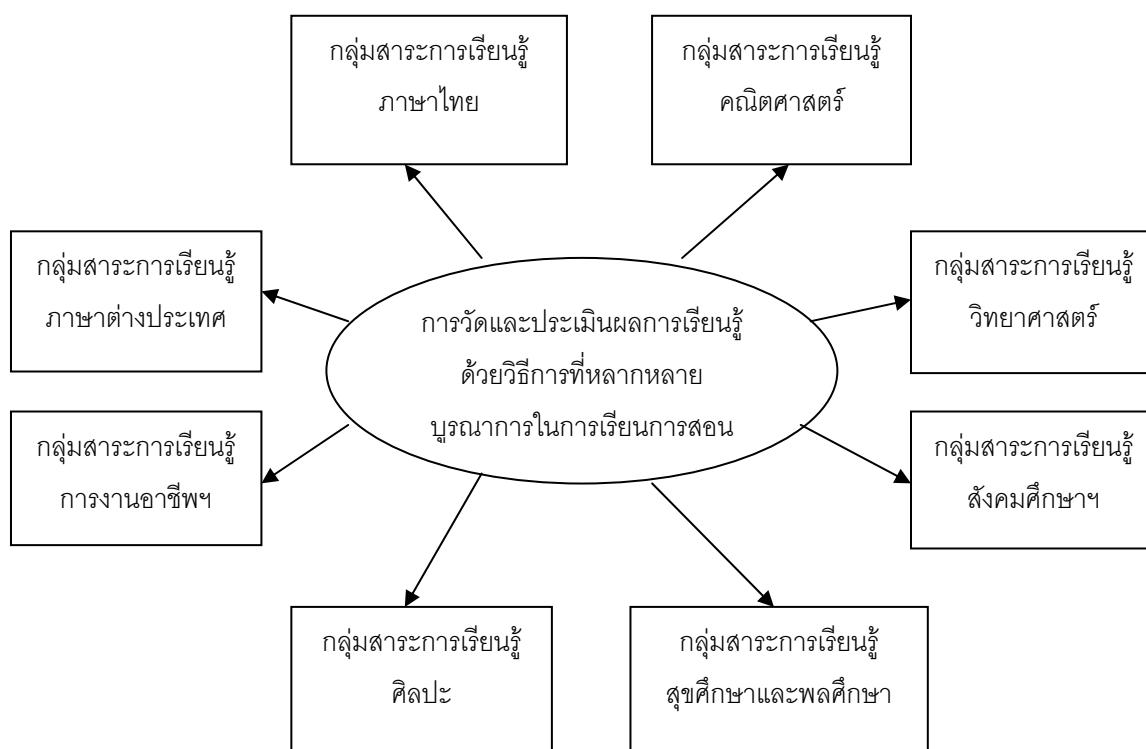 กลุ่มสาระการเรียนรู้
ภาษาไทย
กลุ่มสาระการเรียนรู้
คณิตศาสตร์
กลุ่มสาระการเรียนรู้
ภาษาต่างประเทศ
กลุ่มสาระการเรียนรู้
วิทยาศาสตร์
การวัดและประเมินผลการเรียนรู้
ด้วยวิธีการที่หลากหลาย
บูรณาการในการเรียนการสอน
กลุ่มสาระการเรียนรู้
การงานอาชีพฯ
กลุ่มสาระการเรียนรู้
สังคมศึกษาฯ
กลุ่มสาระการเรียนรู้
ศิลปะ
กลุ่มสาระการเรียนรู้
สุขศึกษาและพลศึกษา